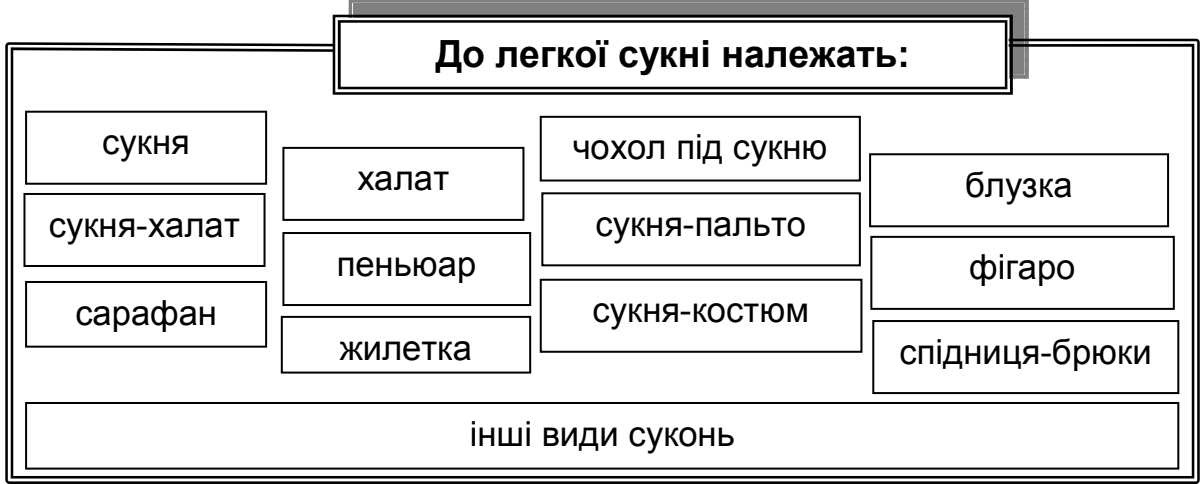 До легкої сукні належать:
сукня
сукня-халат
сарафан
халат
пеньюар
жилетка
чохол під сукню
сукня-пальто
сукня-костюм
блузка
фігаро
спідниця-брюки
інші види суконь